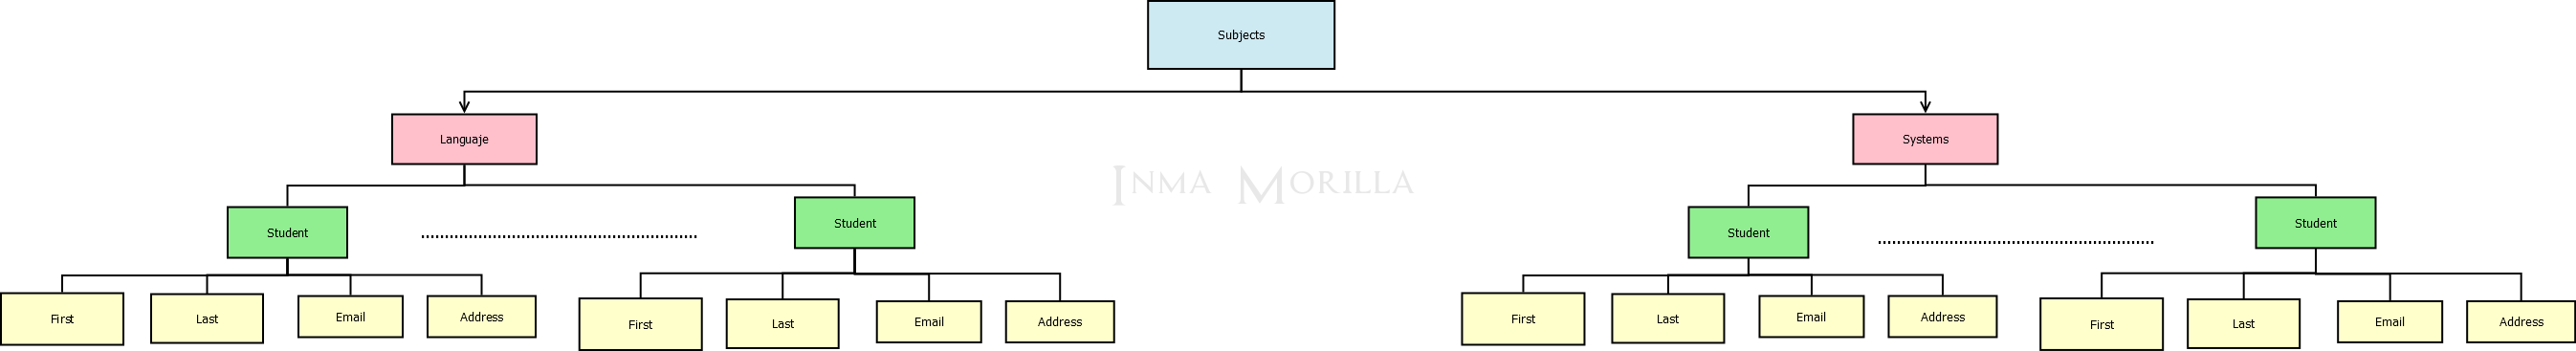 Subjects
Languaje
Systems
Inma Morilla
Student
Student
Student
Student
First
Last
Email
Address
First
Last
Email
Address
First
Last
Email
Address
First
Last
Email
Address